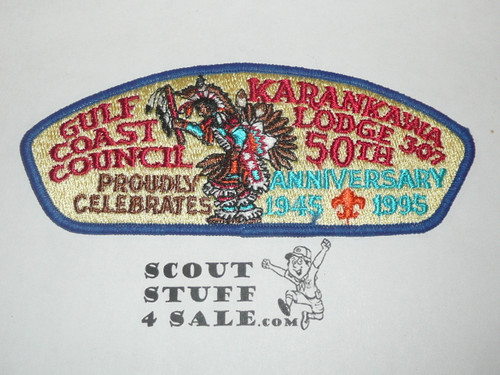 GULF
COAST
COUNCIL
PROUDLY
CELEBRATES
KARANKAWA
LODGE 307
50TH
ANNIVERSARY
1945 1995
SCOUT
STUFF
4 SALE.COM